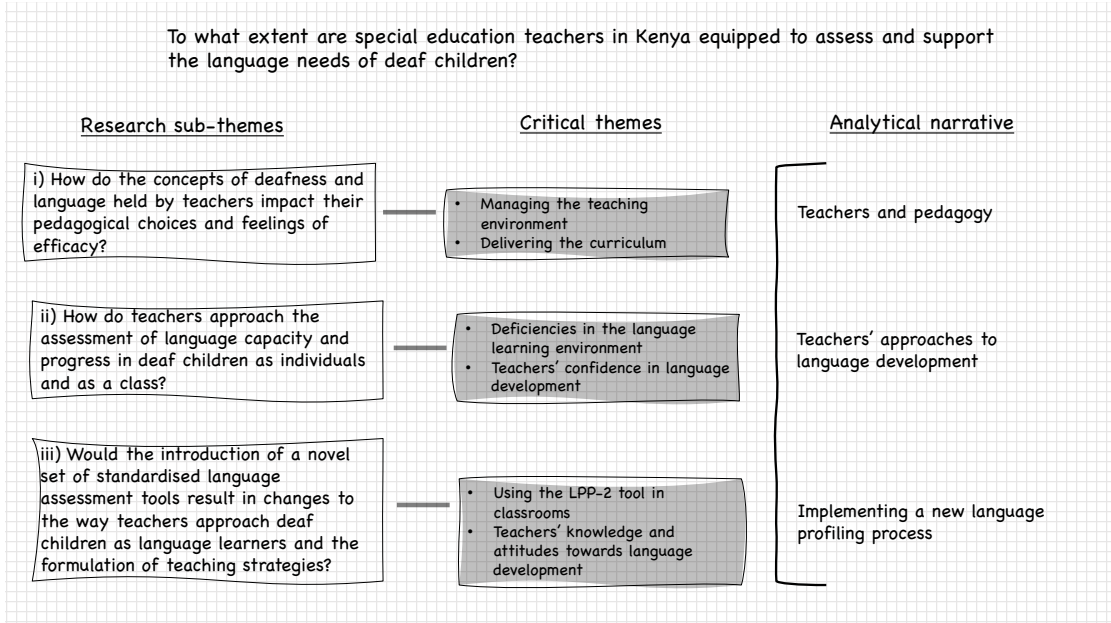 To what extent are special education teachers in Kenya equipped to assess and support
the language needs of deaf children?
Research sub-themes
Critical themes
Analytical narrative
i) How do the concepts of deafness and
language held by teachers impact their
pedagogical choices and feelings of
efficacy?
• Managing the teaching
environment
• Delivering the curriculum
Teachers and pedagogy
ii) How do teachers approach the
assessment of language capacity and
progress in deaf children as individuals
and as a class?
• Deficiencies in the language
learning environment
• Teachers’ confidence in language
development
Teachers’ approaches to
language development
iii) Would the introduction of a novel
set of standardised language
assessment tools result in changes to
the way teachers approach deaf
children as language learners and the
formulation of teaching strategies?
• Using the LPP-2 tool in
classrooms
• Teachers’ knowledge and
attitudes towards language
development
Implementing a new language
profiling process